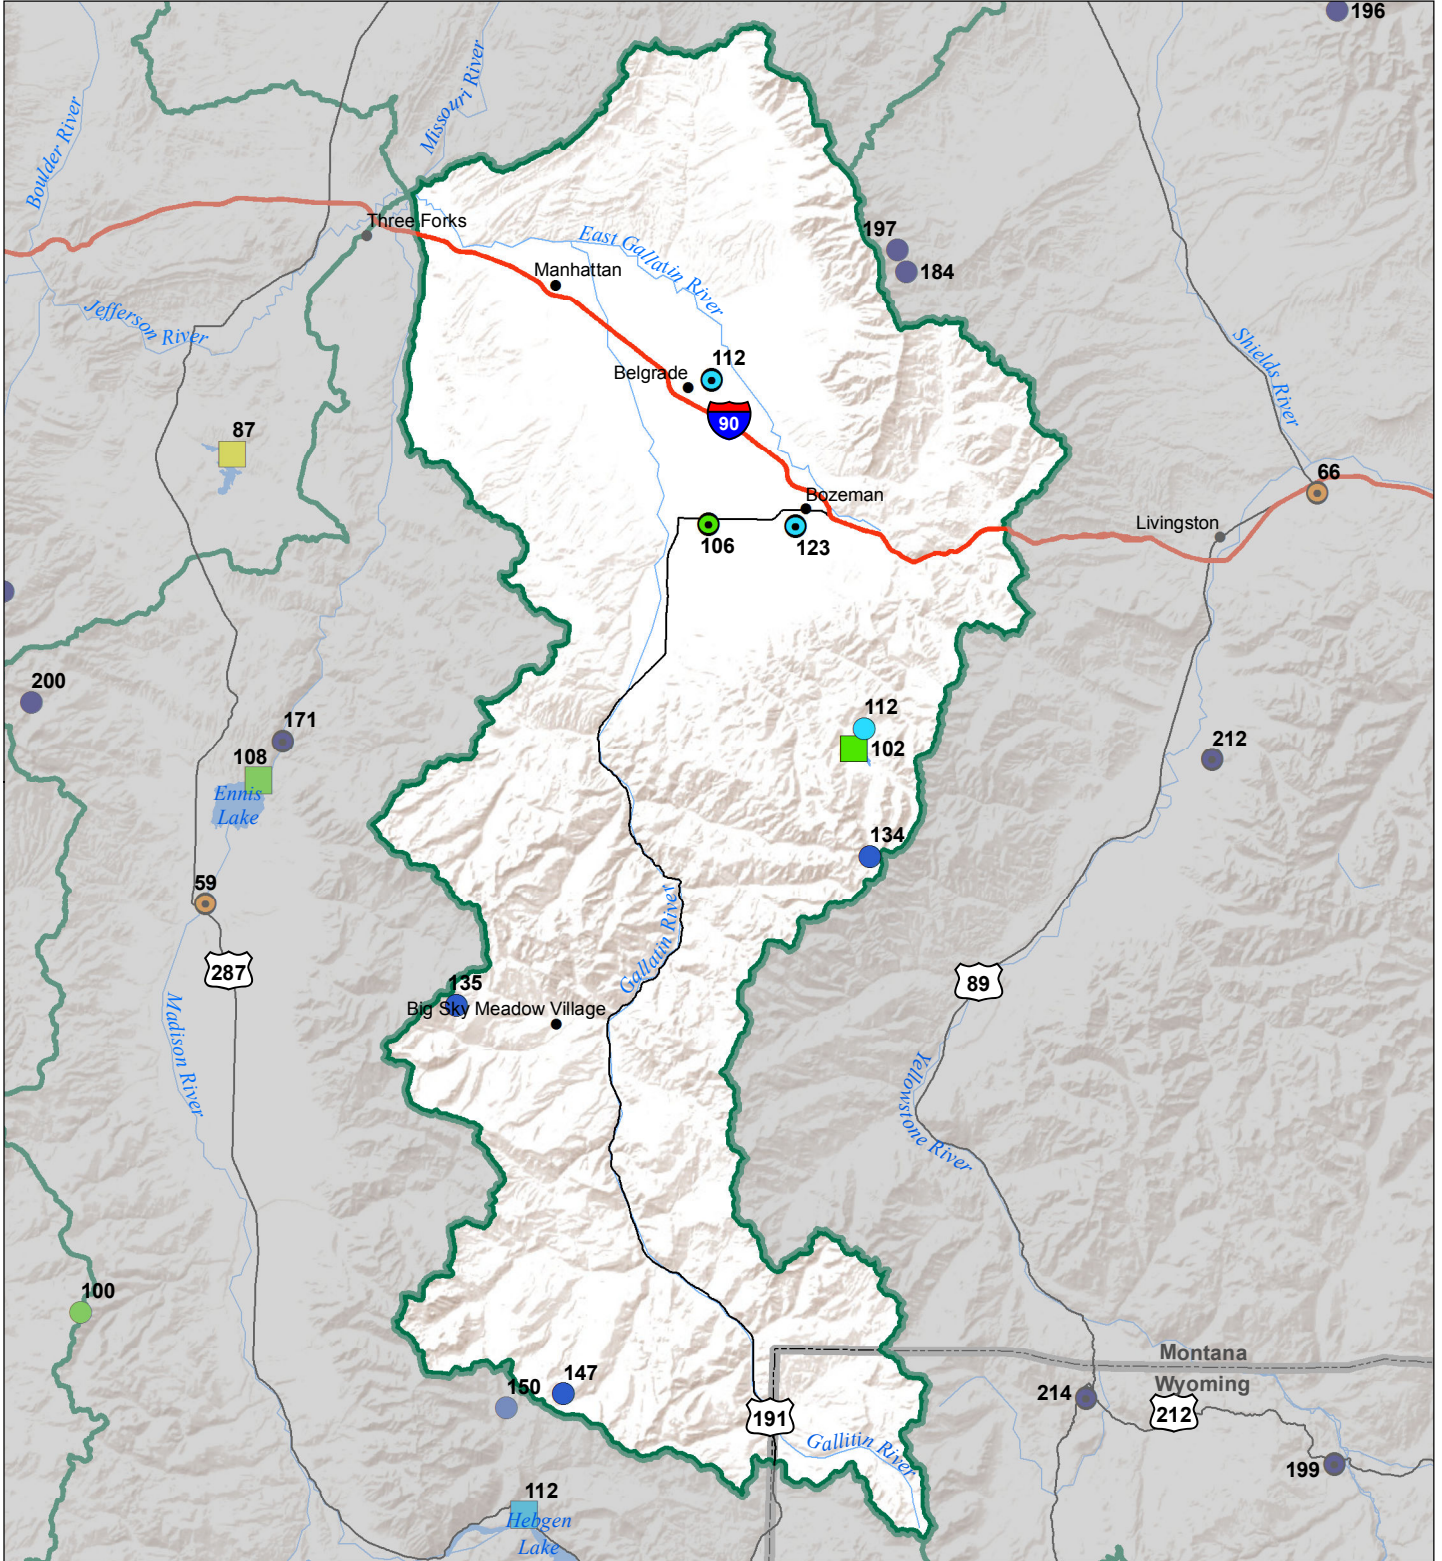 196
Missouri River
Boulder River
Three Forks
197
184
East Gallatin River
Manhattan
Jefferson River
Shields River
112
Belgrade
90
87
66
Bozeman
Livingston
106
123
200
171
112
102
212
108
Ennis
Lake
134
59
Gallatin River
287
135
Big Sky Meadow Village
89
Madison River
Yellowstone River
100
Montana
Wyoming
150
147
214
212
191
Gallitin River
199
112
Hebgen
Lake